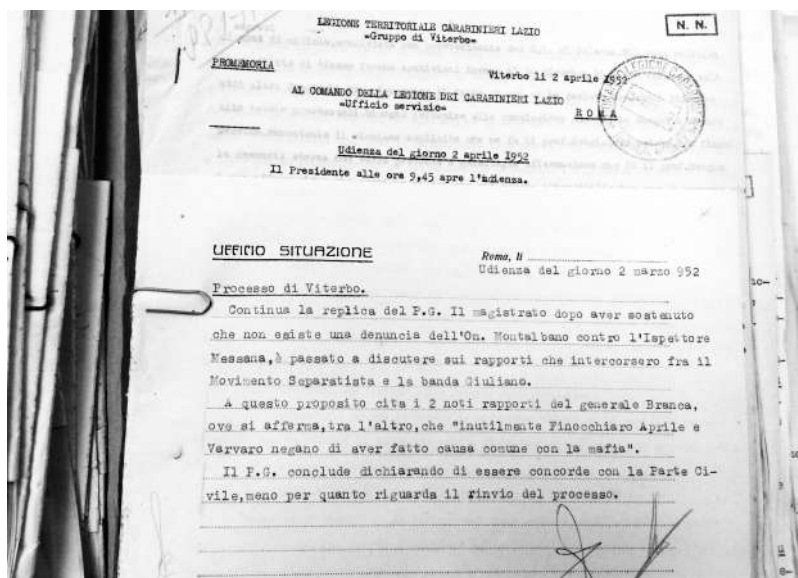 LEGIONE TERRITORIALE CARABINIERI LAZIO
=Gruppo di Viterbo=
N. N.
PROMEMORIA
Viterbo li 2 aprile 1952
AL COMANDO DELLA LEGIONE DEI CARABINIERI LAZIO
=Ufficio servizio=
R O M A
Udienza del giorno 2 aprile 1952
Il Presidente alle ore 9,45 apre l'udienza.
UFFICIO SITUAZIONE
Roma, li
Udienza del giorno 2 marzo 952
Processo di Viterbo.
Continua la replica del P.G. Il magistrato dopo aver sostenuto
che non esiste una denuncia dell'On. Montalbano contro l'Ispettore
Messana,è passato a discutere sui rapporti che intercorsero fra il
Movimento Separatista e la banda Giuliano.
A questo proposito cita i 2 noti rapporti del generale Branca,
ove si afferma,tra l'altro,che "inutilmente Finocchiaro Aprile e
Varvaro negano di aver fatto causa comune con la mafia".
Il P.G. conclude dichiarando di essere concorde con la Parte Ci-
vile,meno per quanto riguarda il rinvio del processo.